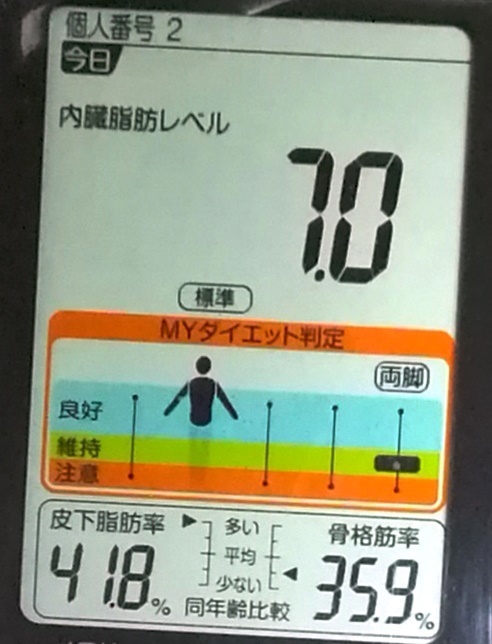 個人番号 2
今日
内臓脂肪レベル
7.0
標準
MYダイエット判定
両脚
良好
維持
注意
皮下脂肪率
41.8%
多い
平均
少ない
同年齢比較
骨格筋率
35.9%